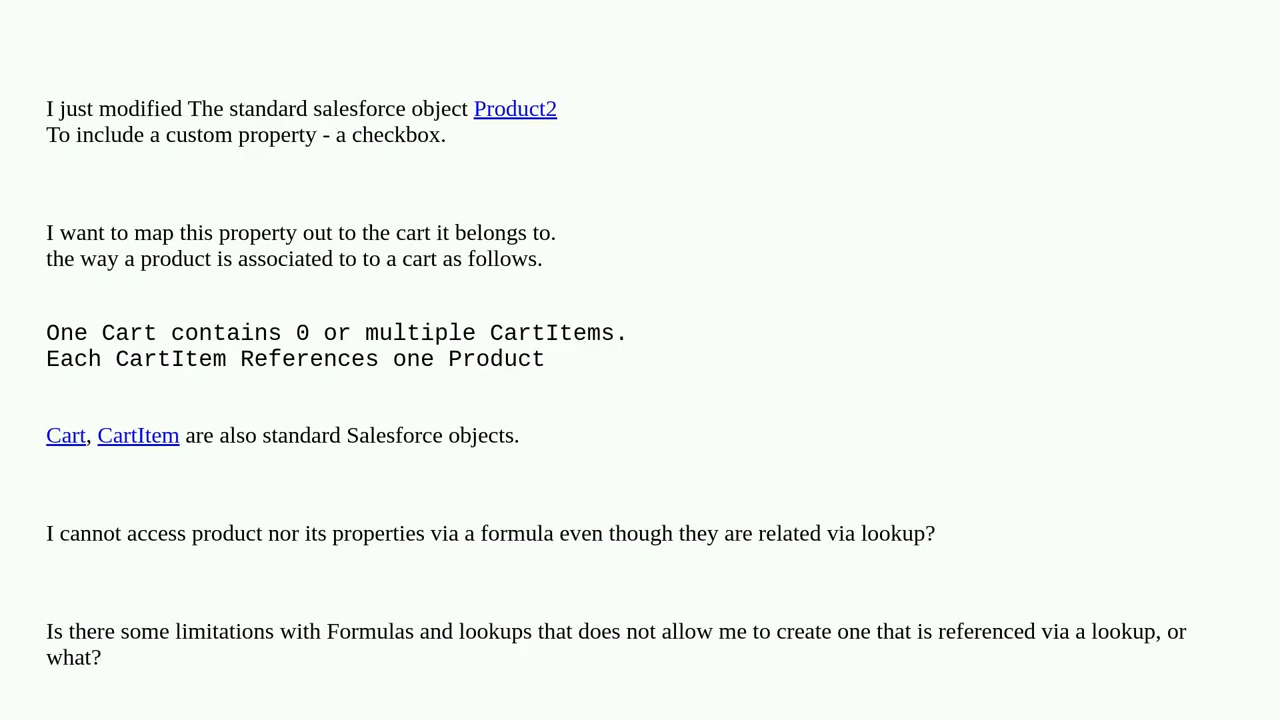 I just modified The standard salesforce object Product2
To include a custom property - a checkbox.
I want to map this property out to the cart it belongs to.
the way a product is associated to to a cart as follows.
One Cart contains 0 or multiple CartItems.
Each CartItem References one Product
Cart, CartItem are also standard Salesforce objects.
I cannot access product nor its properties via a formula even though they are related via lookup?
Is there some limitations with Formulas and lookups that does not allow me to create one that is referenced via a lookup, or
what?